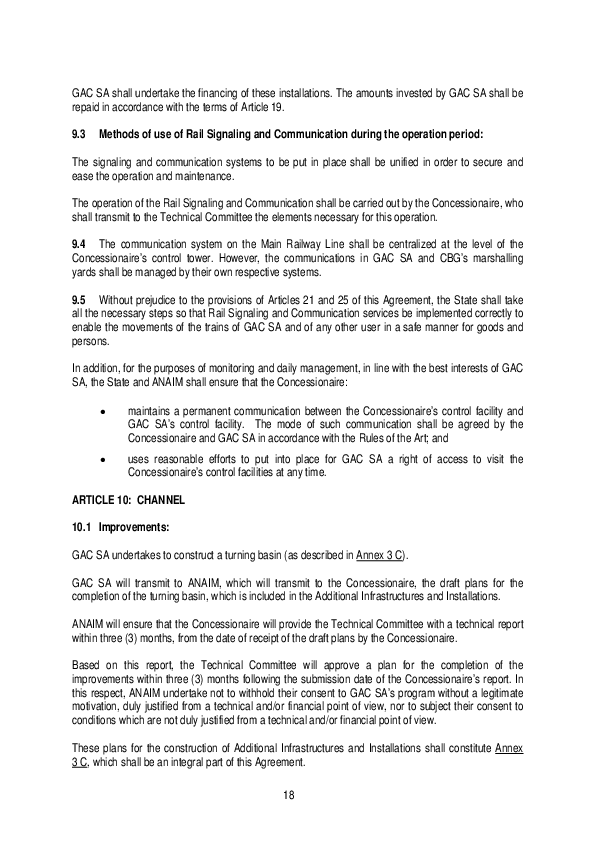 GAC SA shall undertake the financing of these installations. The amounts invested by GAC SA shall be
repaid in accordance with the terms of Article 19.
9.3 Methods of use of Rail Signaling and Communication during the operation period:
The signaling and communication systems to be put in place shall be unified in order to secure and
ease the operation and maintenance.
The operation of the Rail Signaling and Communication shall be carried out by the Concessionaire, who
shall transmit to the Technical Committee the elements necessary for this operation.
9.4 The communication system on the Main Railway Line shall be centralized at the level of the
Concessionaire's control tower. However, the communications in GAC SA and CBG's marshalling
yards shall be managed by their own respective systems.
9.5 Without prejudice to the provisions of Articles 21 and 25 of this Agreement, the State shall take
all the necessary steps so that Rail Signaling and Communication services be implemented correctly to
enable the movements of the trains of GAC SA and of any other user in a safe manner for goods and
persons.
In addition, for the purposes of monitoring and daily management, in line with the best interests of GAC
SA, the State and ANAIM shall ensure that the Concessionaire:
• maintains a permanent communication between the Concessionaire's control facility and
GAC SA's control facility. The mode of such communication shall be agreed by the
Concessionaire and GAC SA in accordance with the Rules of the Art; and
• uses reasonable efforts to put into place for GAC SA a right of access to visit the
Concessionaire's control facilities at any time.
ARTICLE 10: CHANNEL
10.1 Improvements:
GAC SA undertakes to construct a turning basin (as described in Annex 3 C).
GAC SA will transmit to ANAIM, which will transmit to the Concessionaire, the draft plans for the
completion of the turning basin, which is included in the Additional Infrastructures and Installations.
ANAIM will ensure that the Concessionaire will provide the Technical Committee with a technical report
within three (3) months, from the date of receipt of the draft plans by the Concessionaire.
Based on this report, the Technical Committee will approve a plan for the completion of the
improvements within three (3) months following the submission date of the Concessionaire's report. In
this respect, ANAIM undertake not to withhold their consent to GAC SA's program without a legitimate
motivation, duly justified from a technical and/or financial point of view, nor to subject their consent to
conditions which are not duly justified from a technical and/or financial point of view.
These plans for the construction of Additional Infrastructures and Installations shall constitute Annex
3 C, which shall be an integral part of this Agreement.
18